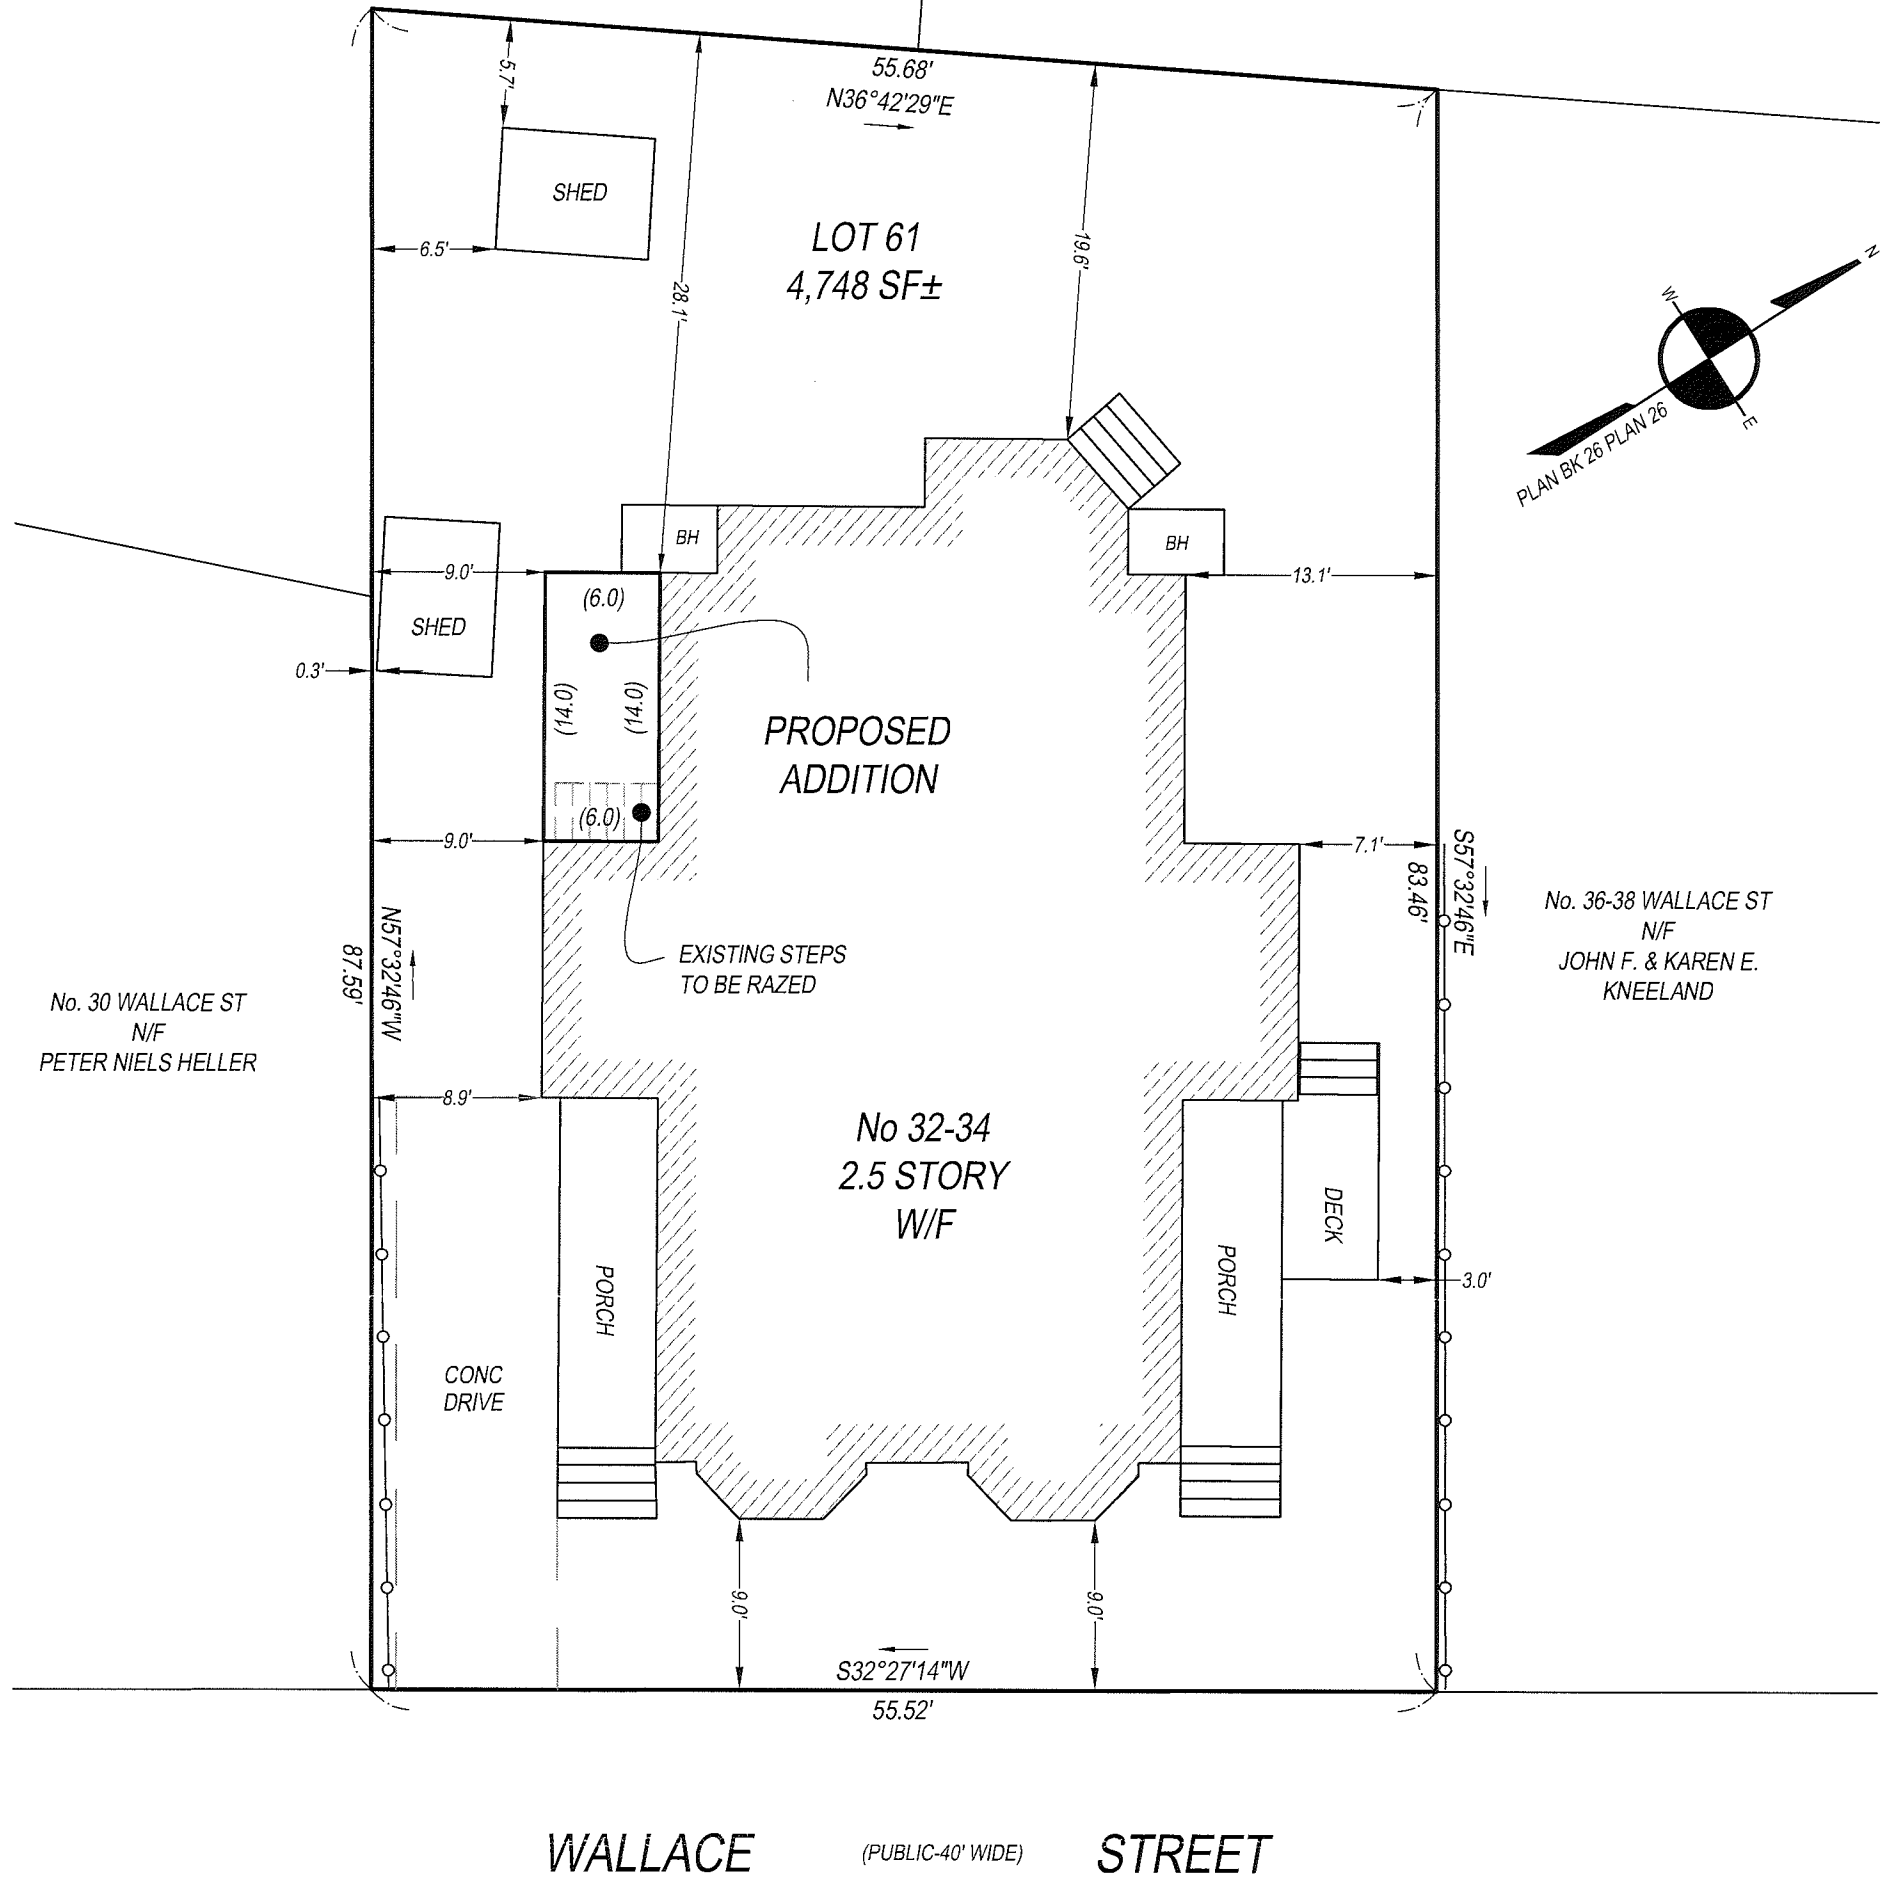 55.68'
N36°42'29"E
5.7'
SHED
6.5'
28.1'
LOT 61
4,748 SF±
19.6'
N
W
E
PLAN BK 26 PLAN 26
BH
BH
9.0'
13.1'
(6.0)
SHED
0.3'
(14.0)
(14.0)
PROPOSED
ADDITION
(6.0)
9.0'
7.1'
S57°32'46"E
83.46'
No. 36-38 WALLACE ST
N/F
JOHN F. & KAREN E.
KNEELAND
EXISTING STEPS
TO BE RAZED
N57°32'46"W
87.59'
No. 30 WALLACE ST
N/F
PETER NIELS HELLER
8.9'
No 32-34
2.5 STORY
W/F
DECK
PORCH
PORCH
3.0'
CONC
DRIVE
9.0'
9.0'
S32°27'14"W
55.52'
WALLACE (PUBLIC-40' WIDE) STREET